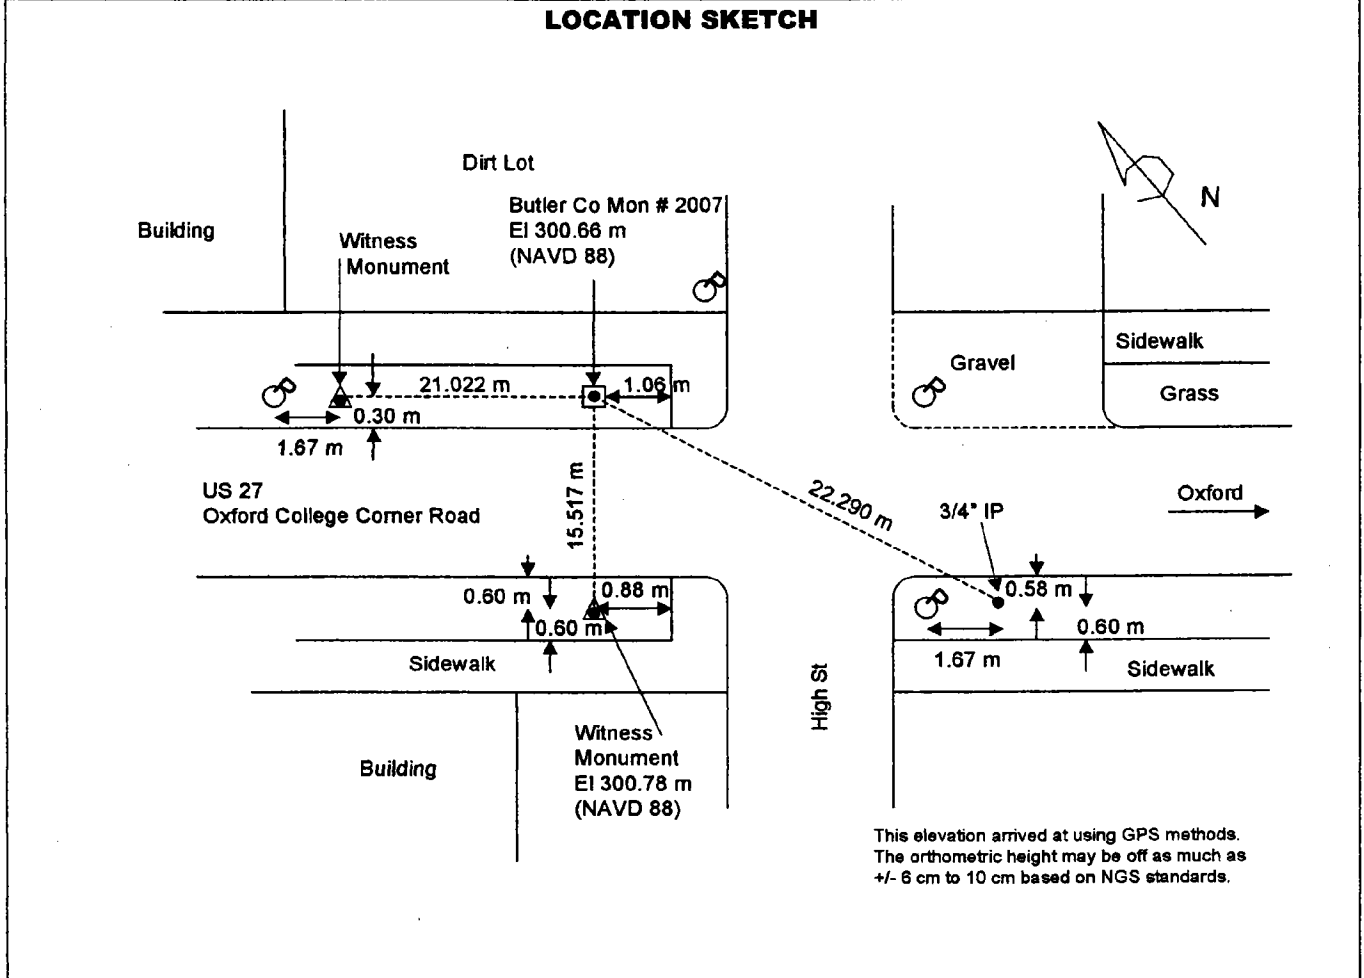 LOCATION SKETCH
Dirt Lot
Butler Co Mon # 2007
El 300.66 m
(NAVD 88)
Building
Witness
Monument
N
Sidewalk
Gravel
Grass
21.022 m
1.06 m
0.30 m
1.67 m
US 27
Oxford College Corner Road
15.517 m
22.290 m
3/4" IP
Oxford
0.60 m
0.88 m
0.60 m
0.58 m
0.60 m
1.67 m
Sidewalk
Sidewalk
High St
Witness
Monument
El 300.78 m
(NAVD 88)
Building
This elevation arrived at using GPS methods.
The orthometric height may be off as much as
+/- 6 cm to 10 cm based on NGS standards.